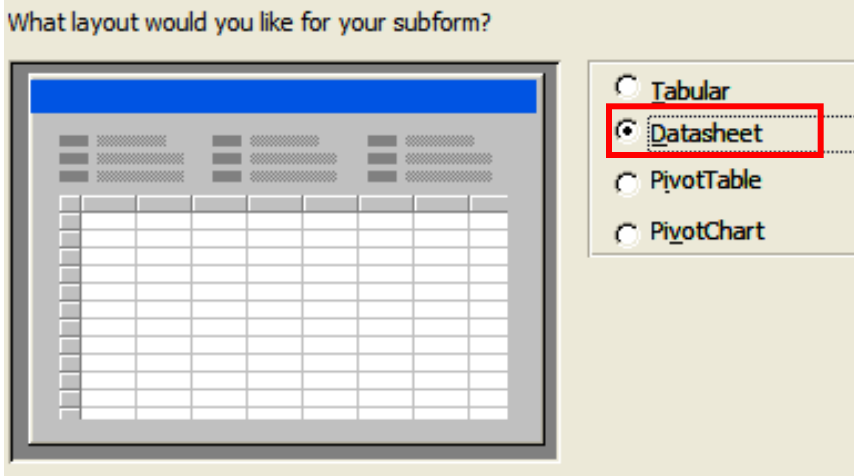 What layout would you like for your subform?
Tabular
Datasheet
PivotTable
PivotChart